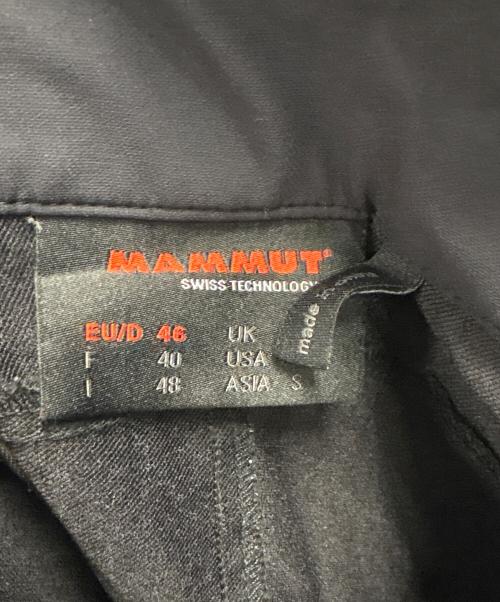 MAMMUT
SWISS TECHNOLOGY
EU/D 46 UK
F 40 USA
I 48 ASIA S
made